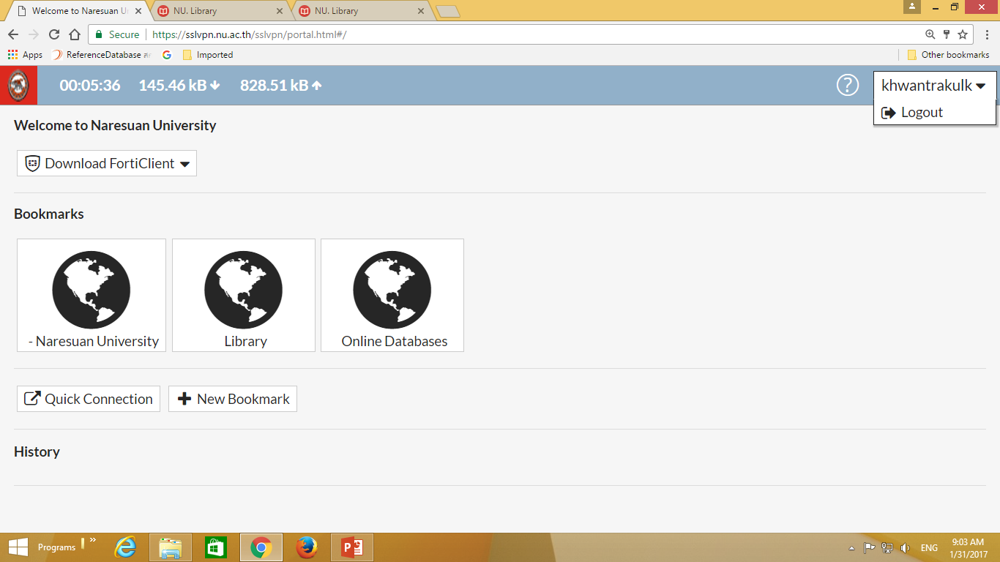 Welcome to Naresuan Un
NU. Library
NU. Library
Secure
https://sslvpn.nu.ac.th/sslvpn/portal.html#/
Apps
ReferenceDatabase
Imported
Other bookmarks
00:05:36
145.46 kB
828.51 kB
khwantrakulk
Logout
Welcome to Naresuan University
Download FortiClient
Bookmarks
- Naresuan University
Library
Online Databases
Quick Connection
New Bookmark
History
Programs
ENG
9:03 AM
1/31/2017